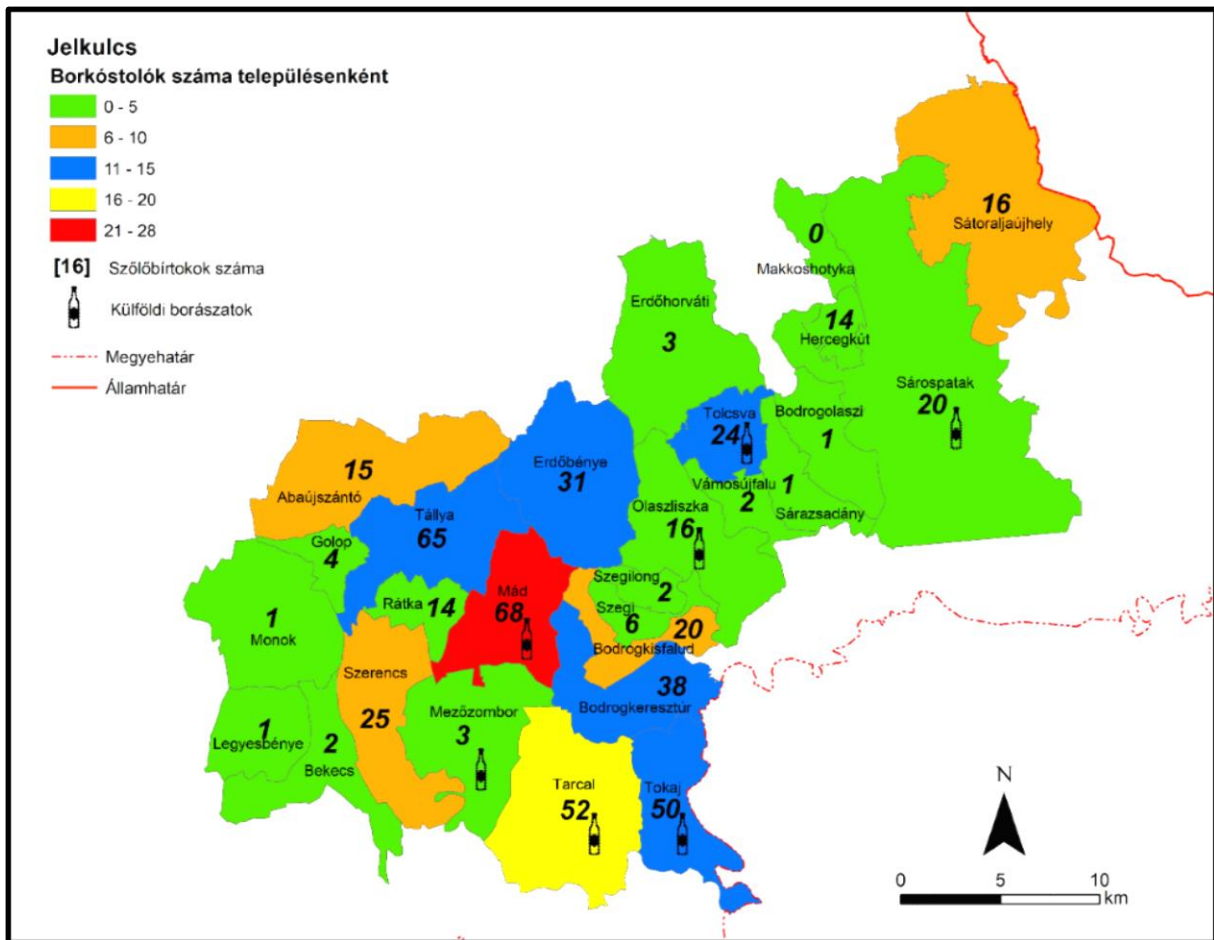 Jelkulcs
Borkóstolók száma településenként
0 - 5
6 - 10
11 - 15
16 - 20
21 - 28
[16] Szőlőbírtokok száma
Külföldi borászatok
Megyehatár
Államhatár
16
Sátoraljaújhely
0
Makkoshotyka
Erdőhorváti
3
14
Hercegkút
Sárospatak
20
Tolcsva
24
Bodrogolaszi
1
15
Abaújszántó
Erdőbénye
31
Vámosújfalu
2
1
Sárazsadány
Olaszliszka
16
Tállya
65
Golop
4
Mád
68
Szegilong
2
Rátka
14
Szegi
6
20
Bodrogkisfalud
1
Monok
Szerencs
25
38
Bodrogkeresztúr
Mezőzombor
3
1
Legyesbénye
2
Bekecs
Tarcal
52
Tokaj
50
N
0 5 10
km